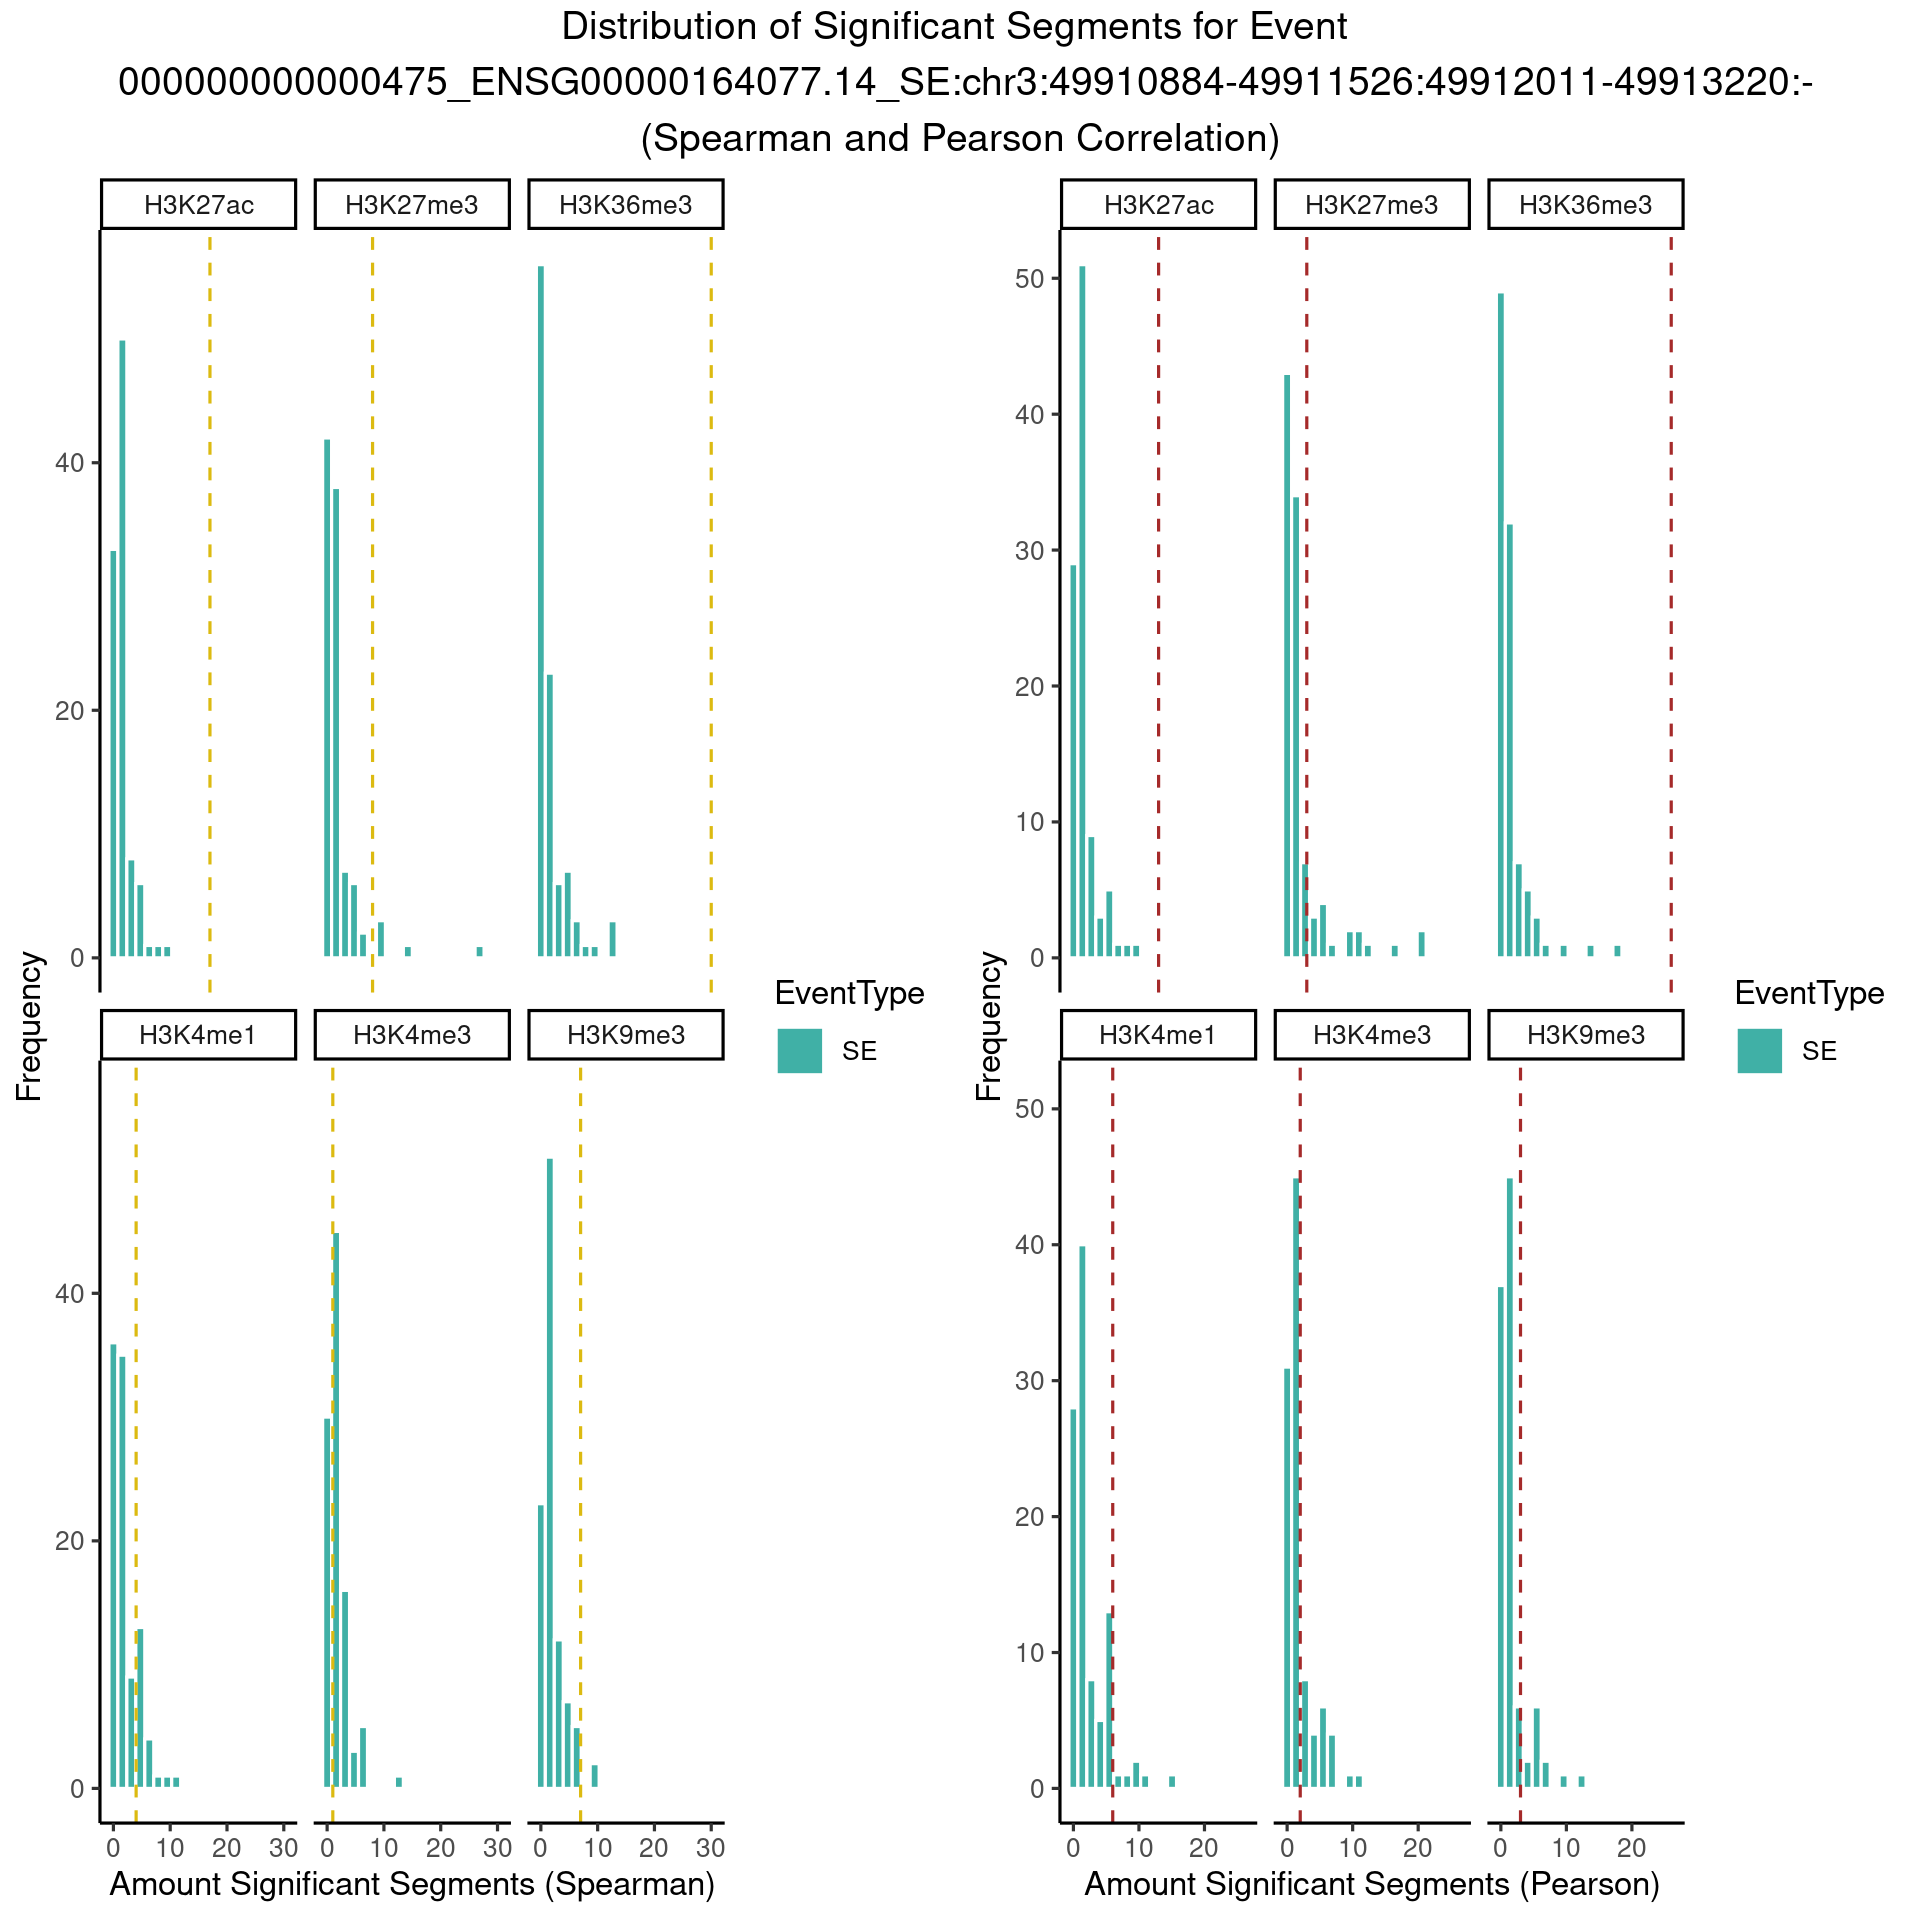 Distribution of Significant Segments for Event
000000000000475_ENSG00000164077.14_SE:chr3:49910884-49911526:49912011-49913220:-
(Spearman and Pearson Correlation)
H3K27ac H3K27me3 H3K36me3
40
20
0
H3K4me1 H3K4me3 H3K9me3
40
20
0
0 10 20 30 0 10 20 30 0 10 20 30
Frequency
Amount Significant Segments (Spearman)
EventType
SE
H3K27ac H3K27me3 H3K36me3
50
40
30
20
10
0
H3K4me1 H3K4me3 H3K9me3
50
40
30
20
10
0
0 10 20 0 10 20 0 10 20
Frequency
Amount Significant Segments (Pearson)
EventType
SE